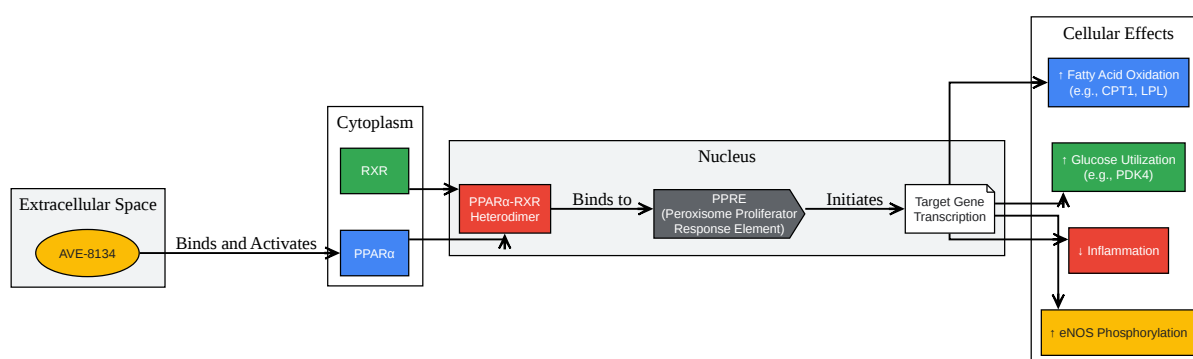 Extracellular Space
AVE-8134
Binds and Activates
Cytoplasm
RXR
PPARα
Nucleus
PPARα-RXR
Heterodimer
Binds to
PPRE
(Peroxisome Proliferator
Response Element)
Initiates
Target Gene
Transcription
Cellular Effects
↑ Fatty Acid Oxidation
(e.g., CPT1, LPL)
↑ Glucose Utilization
(e.g., PDK4)
↓ Inflammation
↑ eNOS Phosphorylation